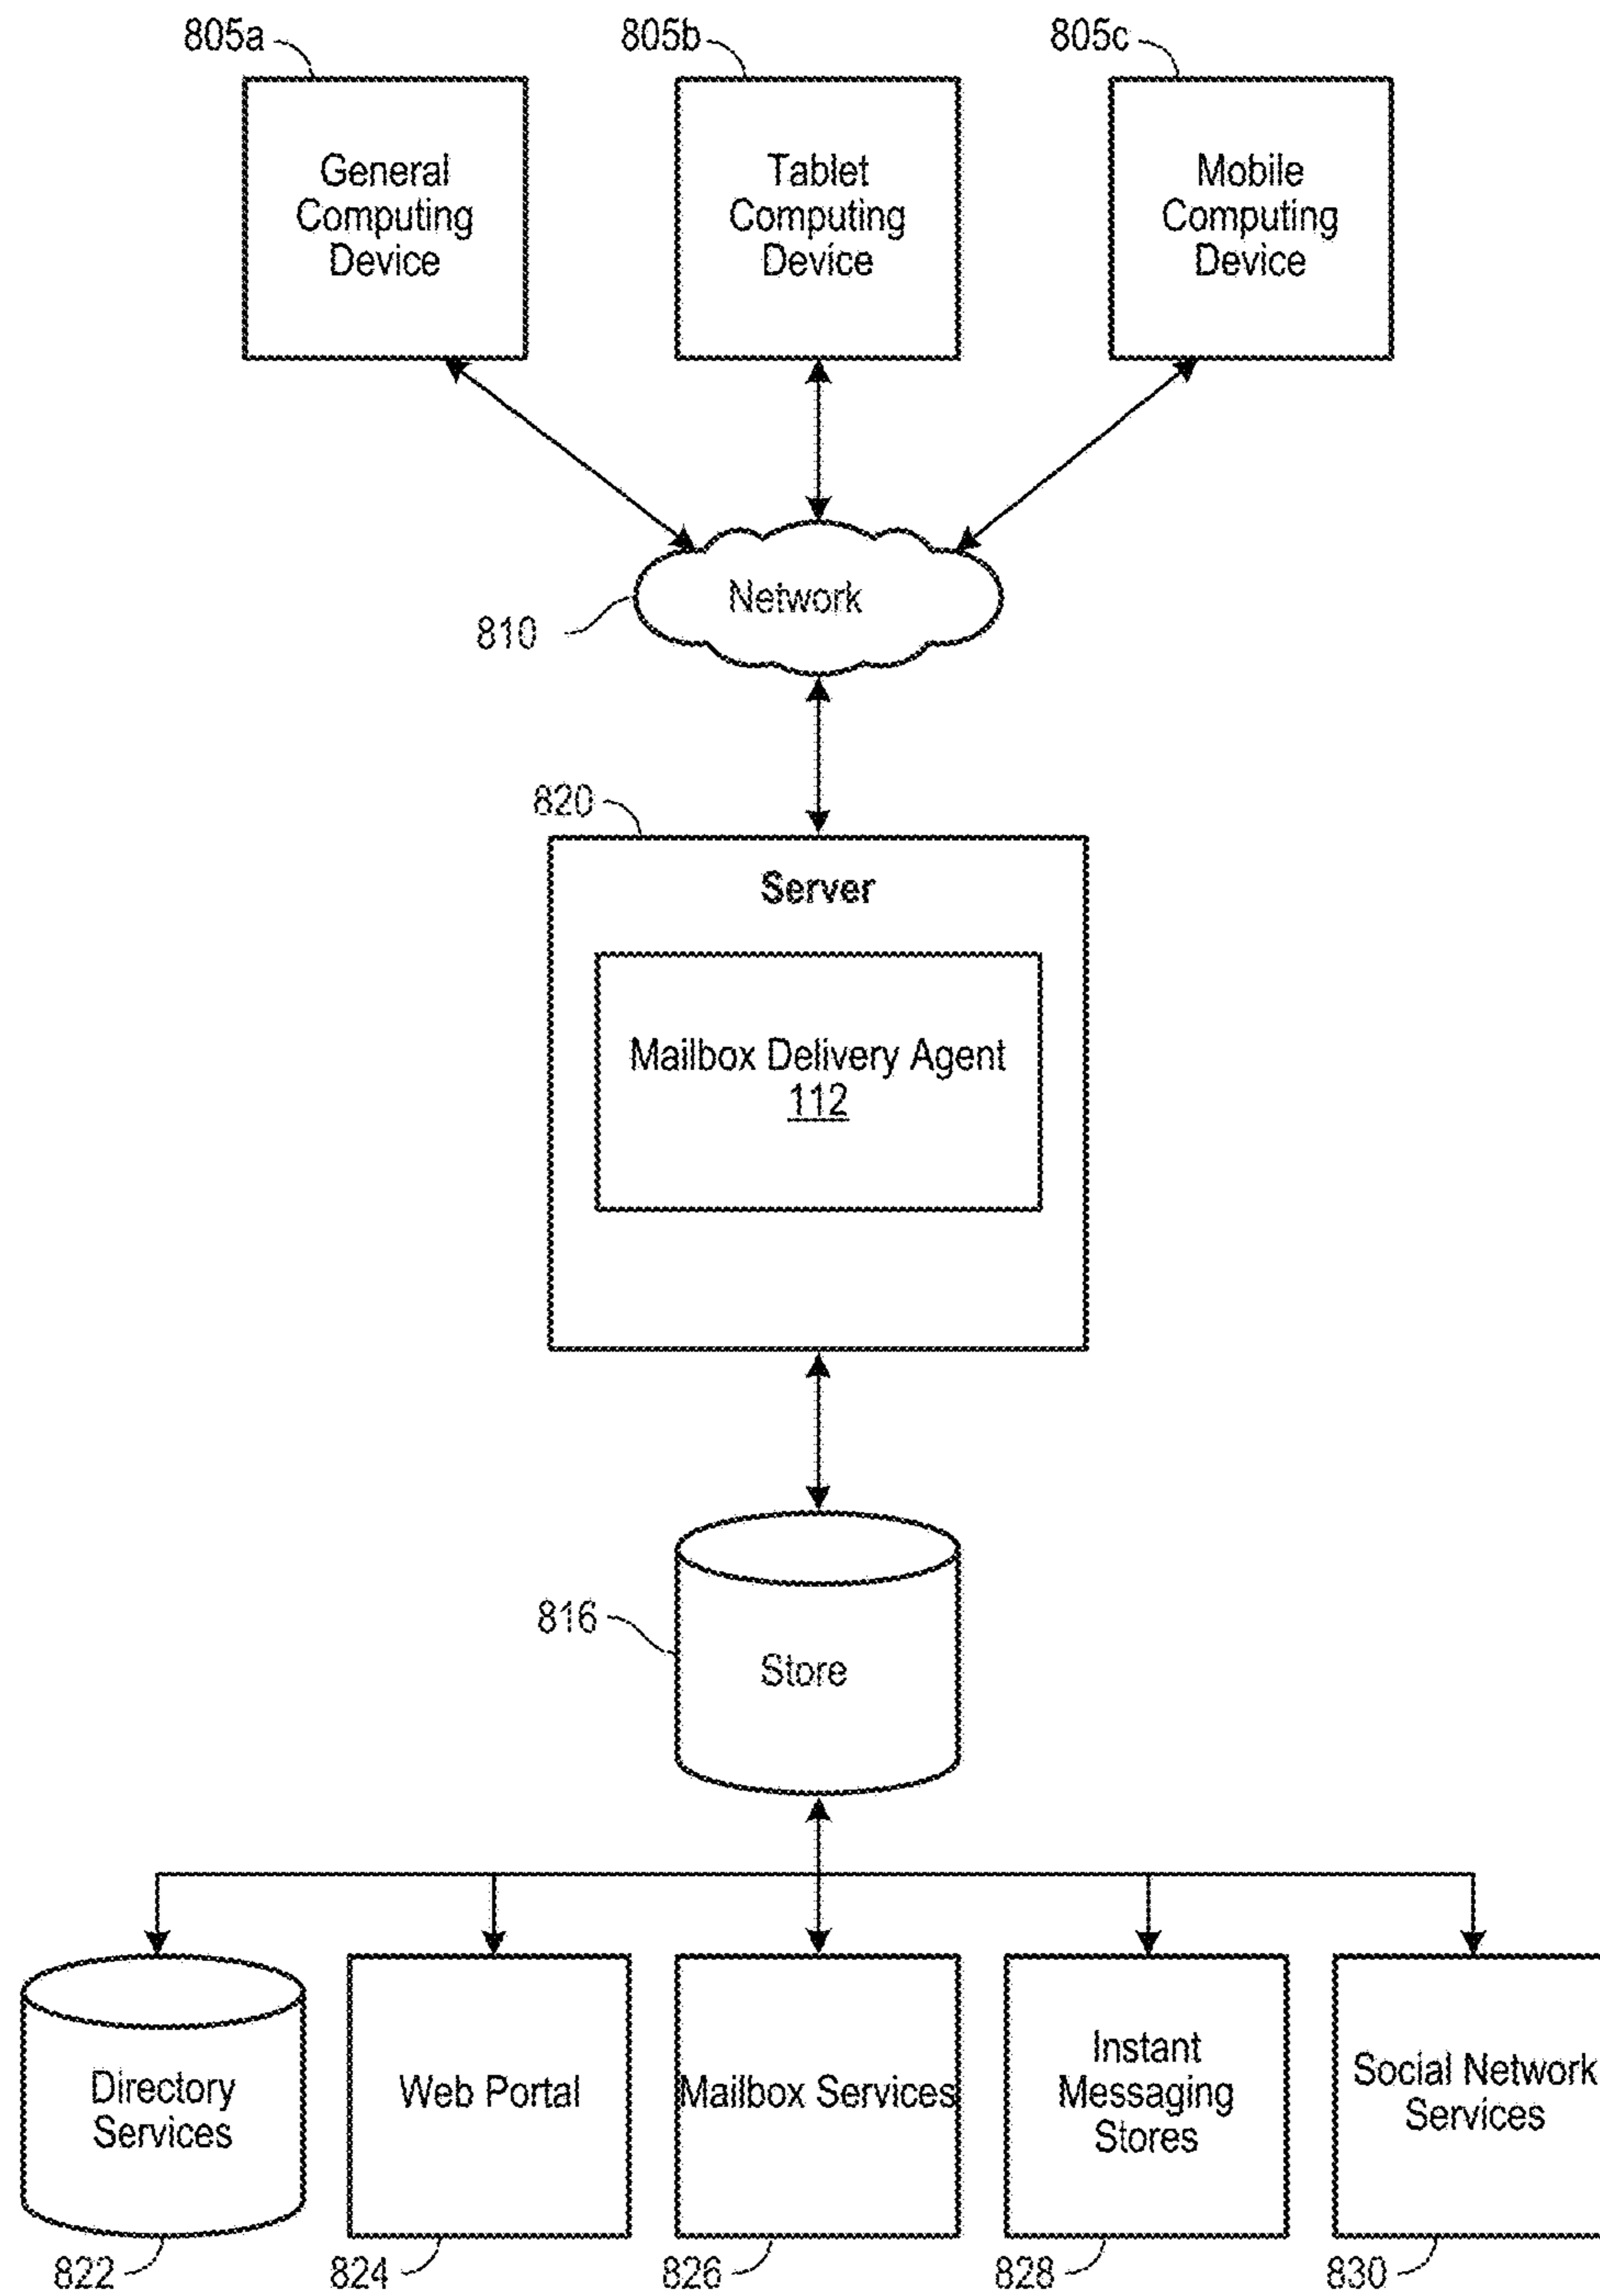 805a
805b
805c
General
Computing
Device
Tablet
Computing
Device
Mobile
Computing
Device
Network
810
820
Server
Mailbox Delivery Agent
112
816
Store
Directory
Services
Web Portal
Mailbox Services
Instant
Messaging
Stores
Social Network
Services
822
824
826
828
830